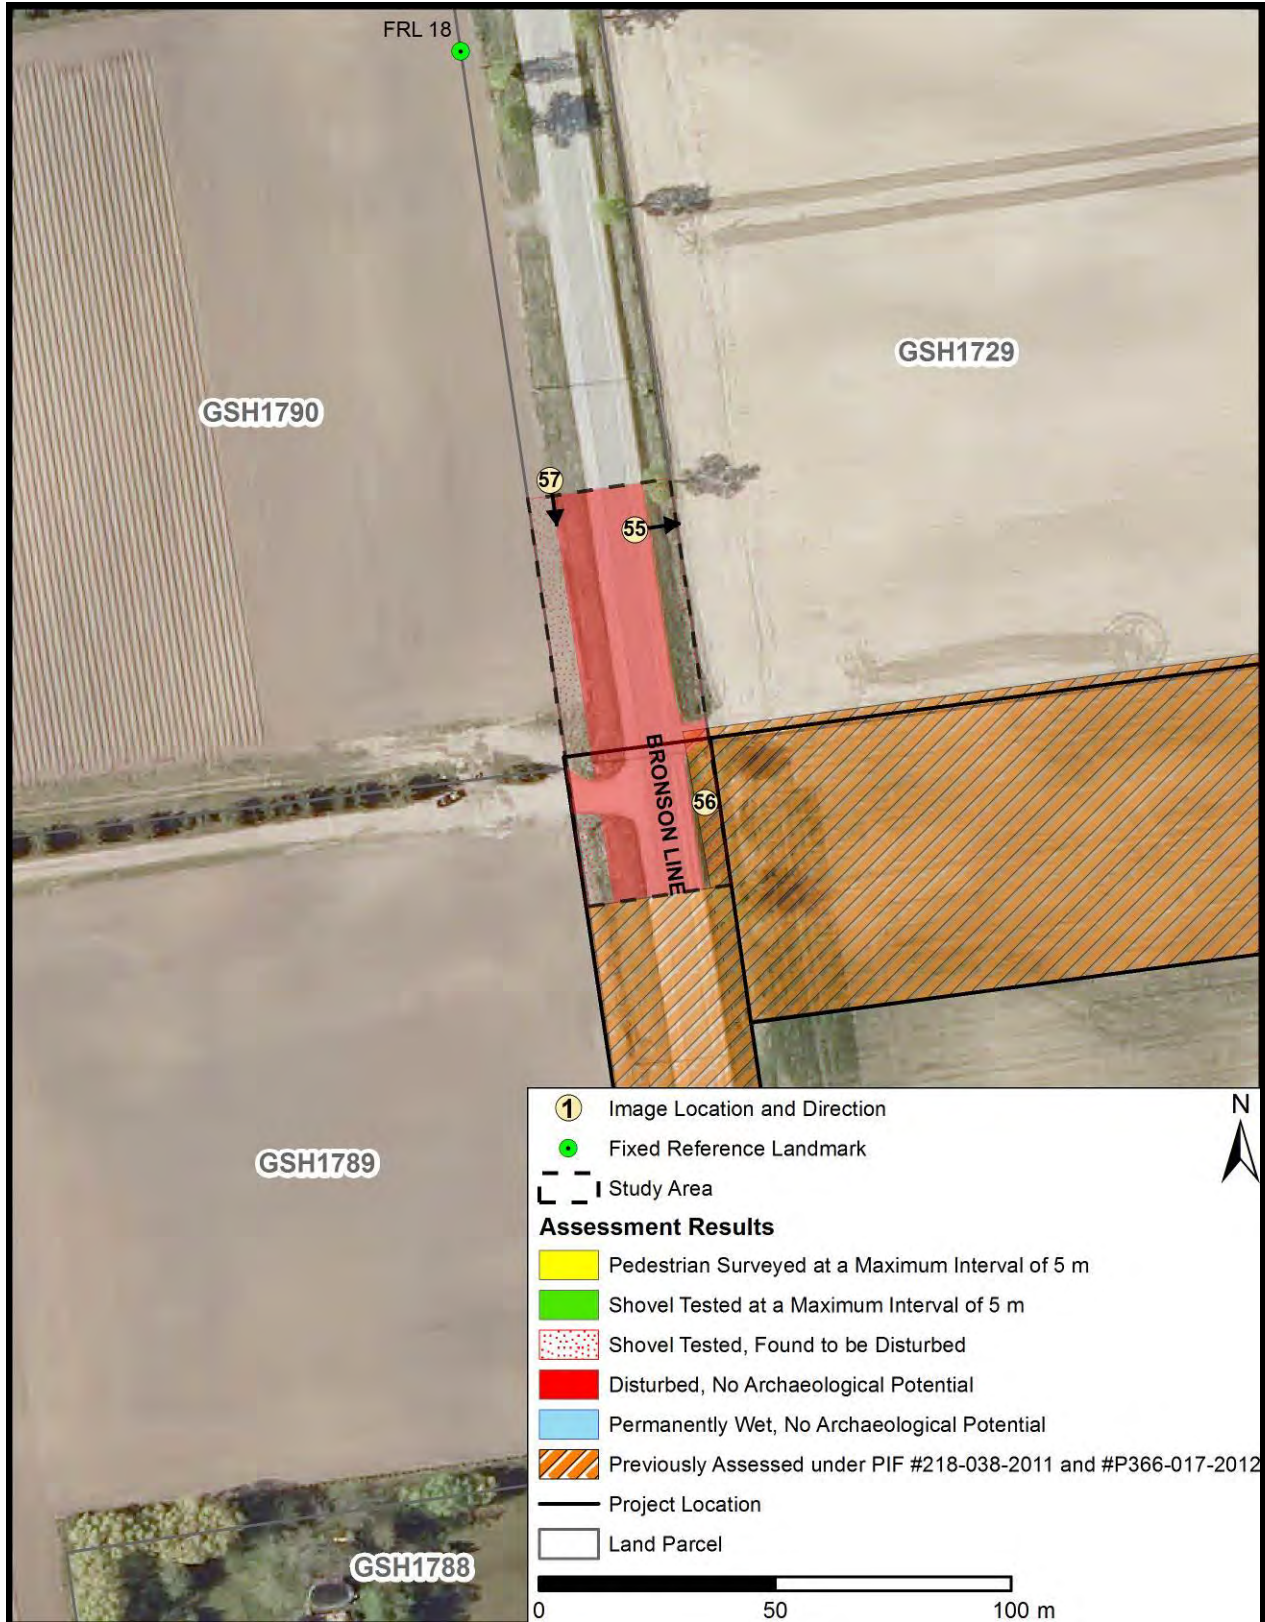 FRL 18
GSH1729
GSH1790
57
55
BRONSON LINE
56
GSH1789
1 Image Location and Direction
N
Fixed Reference Landmark
Study Area
Assessment Results
Pedestrian Surveyed at a Maximum Interval of 5 m
Shovel Tested at a Maximum Interval of 5 m
Shovel Tested, Found to be Disturbed
Disturbed, No Archaeological Potential
Permanently Wet, No Archaeological Potential
Previously Assessed under PIF #218-038-2011 and #P366-017-2012
Project Location
Land Parcel
GSH1788
0 50 100 m